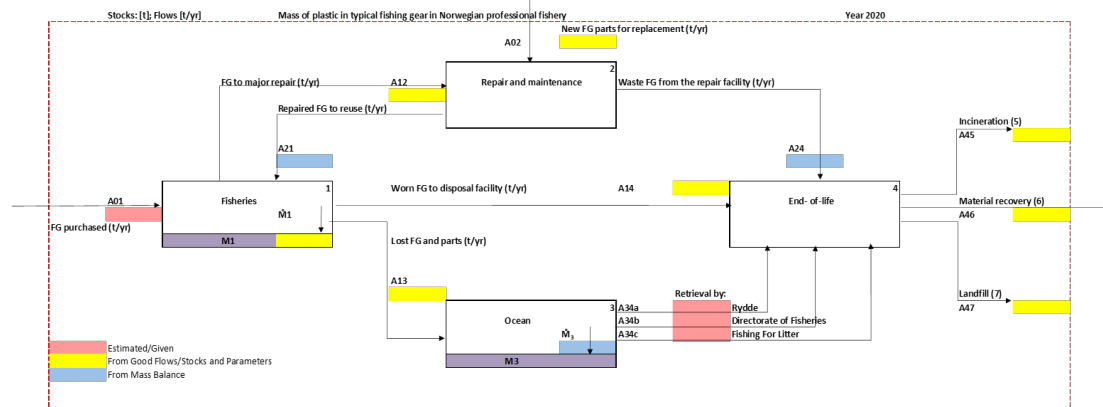 Stocks: [t]; Flows [t/yr]
Mass of plastic in typical fishing gear in Norwegian professional fishery
Year 2020
New FG parts for replacement (t/yr)
A02
2
Repair and maintenance
FG to major repair (t/yr)
A12
Waste FG from the repair facility (t/yr)
Repaired FG to reuse (t/yr)
Incineration (5)
A45
A21
A24
1
Fisheries
Worn FG to disposal facility (t/yr)
A14
4
End- of-life
A01
FG purchased (t/yr)
Ṁ1
M1
Material recovery (6)
A46
Lost FG and parts (t/yr)
A13
Retrieval by:
Landfill (7)
A47
3
Ocean
A34a
Rydde
A34b
Directorate of Fisheries
Ṁ3
A34c
Fishing For Litter
M3
Estimated/Given
From Good Flows/Stocks and Parameters
From Mass Balance